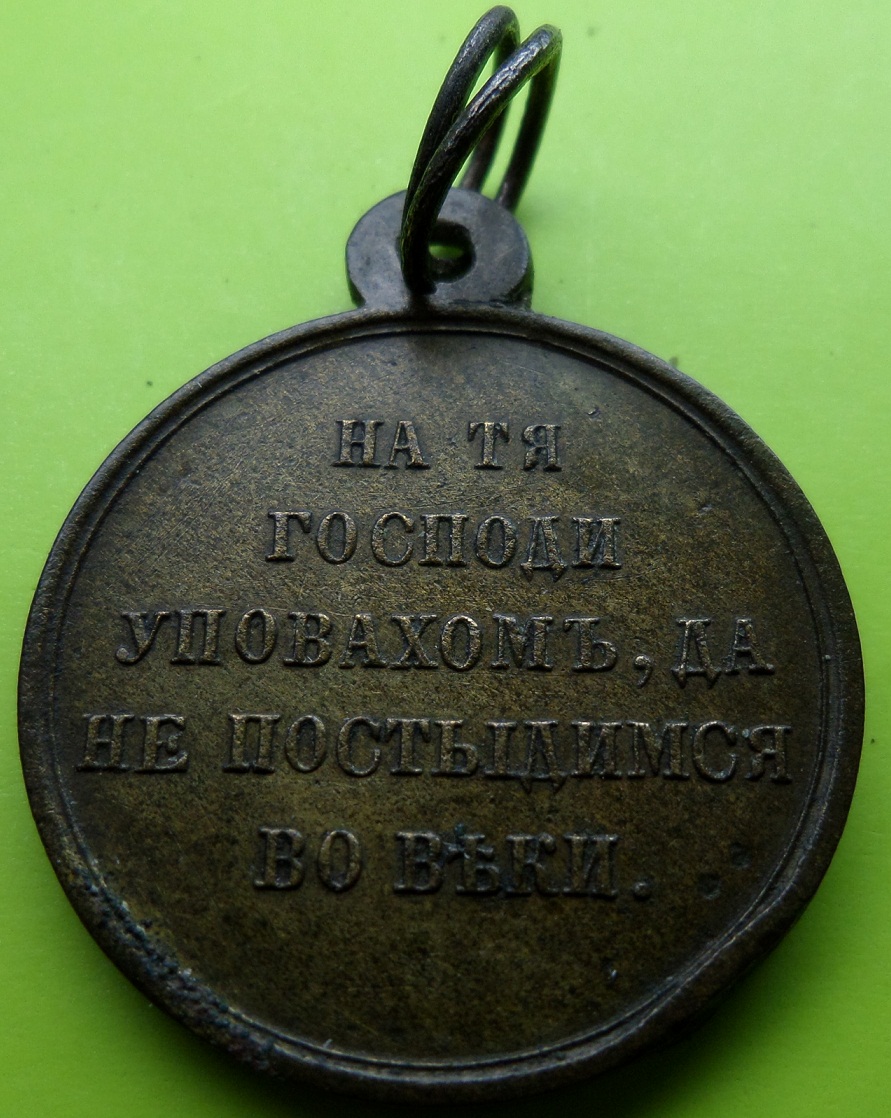 НА ТЯ
ГОСПОДИ
УПОВАХОМЪ, ДА
НЕ ПОСТЫДИМСЯ
ВО ВѢКИ.